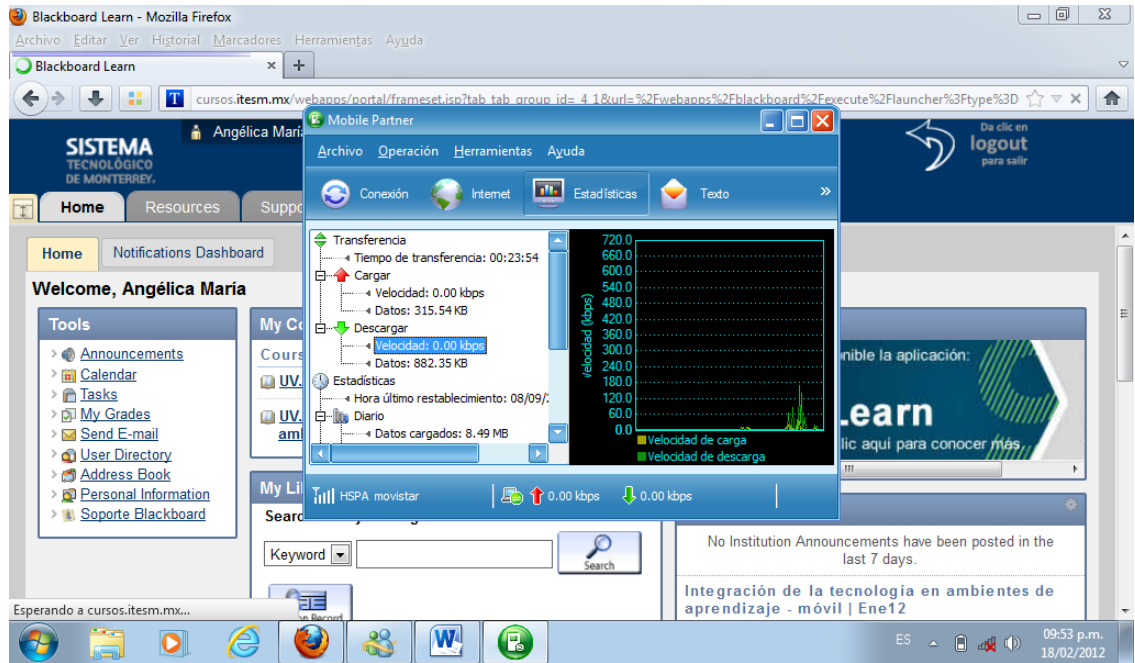 Blackboard Learn - Mozilla Firefox
Archivo Editar Ver Historial Marcadores Herramientas Ayuda
Blackboard Learn
cursos.itesm.mx/webapps/portal/frameset.jsp?tab_tab_group_id=_4_1&url=%2Fwebapps%2Fblackboard%2Fexecute%2Flauncher%3Ftype%3D
SISTEMA
TECNOLÓGICO
DE MONTERREY.
Angélica María
Da clic en
logout
para salir
Home Resources
Home Notifications Dashboard
Welcome, Angélica María
Tools
Announcements
Calendar
Tasks
My Grades
Send E-mail
User Directory
Address Book
Personal Information
Soporte Blackboard
My
UV.
UV.
My
Keyword
Search
Mobile Partner
Archivo Operación Herramientas Ayuda
Conexión Internet Estadísticas Texto »
Transferencia
Tiempo de transferencia: 00:23:54
Cargar
Velocidad: 0.00 kbps
Datos: 315.54 KB
Descargar
Velocidad: 0.00 kbps
Datos: 882.35 KB
Estadísticas
Hora último restablecimiento: 08/09/
Diario
Datos cargados: 8.49 MB
Velocidad (kbps)
720.0
660.0
600.0
540.0
480.0
420.0
360.0
300.0
240.0
180.0
120.0
60.0
0.0
Velocidad de carga
Velocidad de descarga
HSPA movistar 0.00 kbps 0.00 kbps
nible la aplicación:
Learn
lic aqui para conocer más,
No Institution Announcements have been posted in the
last 7 days.
Integración de la tecnología en ambientes de
aprendizaje - móvil | Ene12
Esperando a cursos.itesm.mx...
ES
09:53 p.m.
18/02/2012